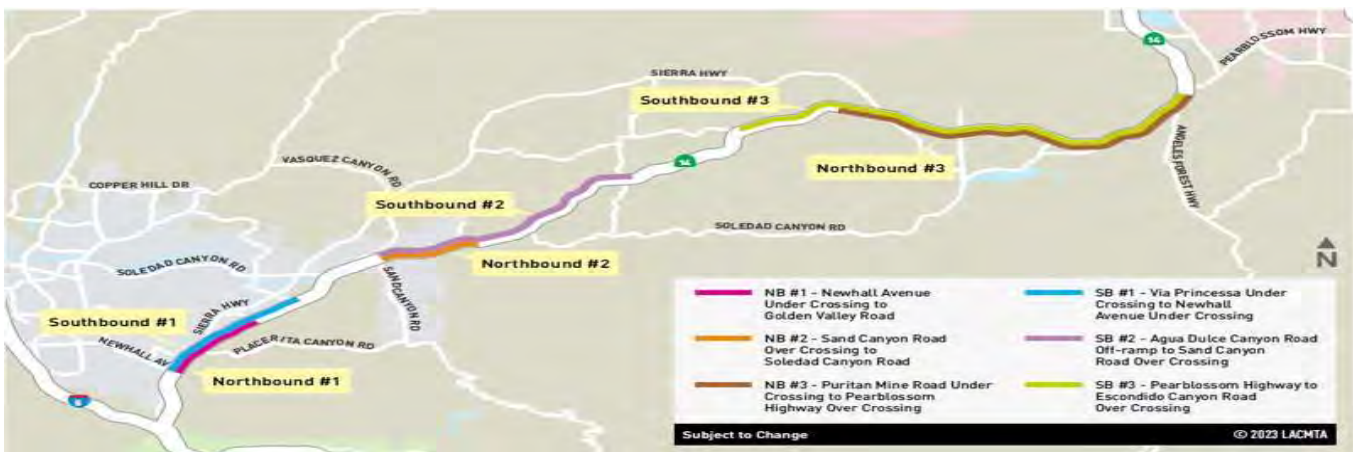 14
PEARBLOSSOM HWY
SIERRA HWY
Southbound #3
VASQUEZ CANYON RD
14
Northbound #3
ANGELES FOREST HWY
COPPER HILL DR
Southbound #2
SOLEDAD CANYON RD
Northbound #2
N
SOLEDAD CANYON RD
SAND CANYON RD
SIERRA HWY
Southbound #1
NEWHALL AV
PLACERITA CANYON RD
Northbound #1
5
NB #1 - Newhall Avenue
Under Crossing to
Golden Valley Road
SB #1 - Via Princessa Under
Crossing to Newhall
Avenue Under Crossing
NB #2 - Sand Canyon Road
Over Crossing to
Soledad Canyon Road
SB #2 - Agua Dulce Canyon Road
Off-ramp to Sand Canyon
Road Over Crossing
NB #3 - Puritan Mine Road Under
Crossing to Pearblossom
Highway Over Crossing
SB #3 - Pearblossom Highway to
Escondido Canyon Road
Over Crossing
Subject to Change
© 2023 LACMTA